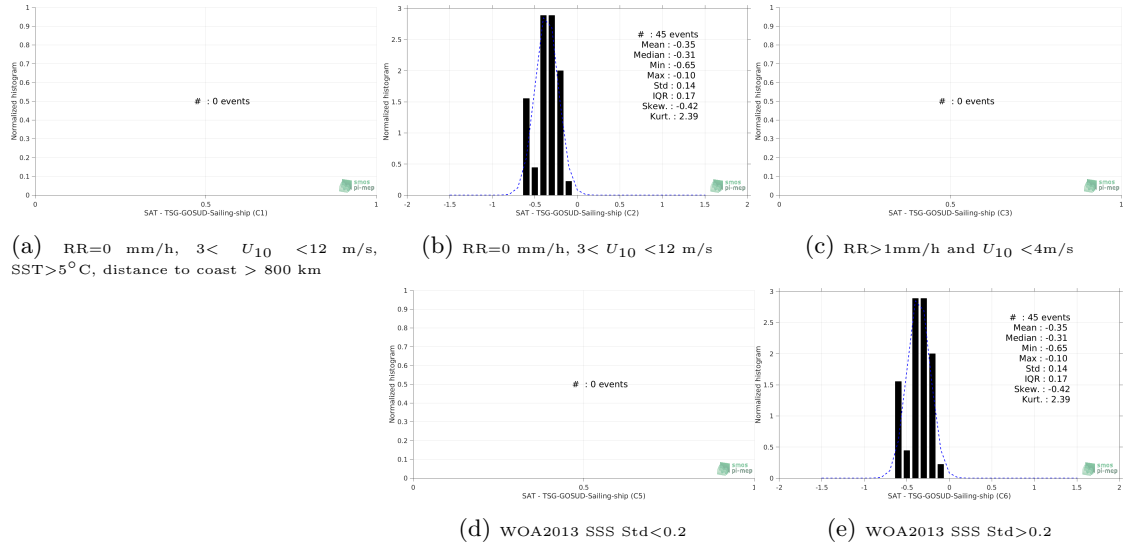 Normalized histogram
1
0.9
0.8
0.7
0.6
0.5
0.4
0.3
0.2
0.1
0
# : 0 events
smos
pi-mep
0 0.5 1
SAT - TSG-GOSUD-Sailing-ship (C1)
(a) RR=0 mm/h, 3< U10 <12 m/s,
SST>5°C, distance to coast > 800 km
Normalized histogram
3
2.5
2
1.5
1
0.5
0
# : 45 events
Mean : -0.35
Median : -0.31
Min : -0.65
Max : -0.10
Std : 0.14
IQR : 0.17
Skew. : -0.42
Kurt. : 2.39
smos
pi-mep
-2 -1.5 -1 -0.5 0 0.5 1 1.5 2
SAT - TSG-GOSUD-Sailing-ship (C2)
(b) RR=0 mm/h, 3< U10 <12 m/s
Normalized histogram
1
0.9
0.8
0.7
0.6
0.5
0.4
0.3
0.2
0.1
0
# : 0 events
smos
pi-mep
0 0.5 1
SAT - TSG-GOSUD-Sailing-ship (C3)
(c) RR>1mm/h and U10 <4m/s
Normalized histogram
1
0.9
0.8
0.7
0.6
0.5
0.4
0.3
0.2
0.1
0
# : 0 events
smos
pi-mep
0 0.5 1
SAT - TSG-GOSUD-Sailing-ship (C5)
(d) WOA2013 SSS Std<0.2
Normalized histogram
3
2.5
2
1.5
1
0.5
0
# : 45 events
Mean : -0.35
Median : -0.31
Min : -0.65
Max : -0.10
Std : 0.14
IQR : 0.17
Skew. : -0.42
Kurt. : 2.39
smos
pi-mep
-2 -1.5 -1 -0.5 0 0.5 1 1.5 2
SAT - TSG-GOSUD-Sailing-ship (C6)
(e) WOA2013 SSS Std>0.2